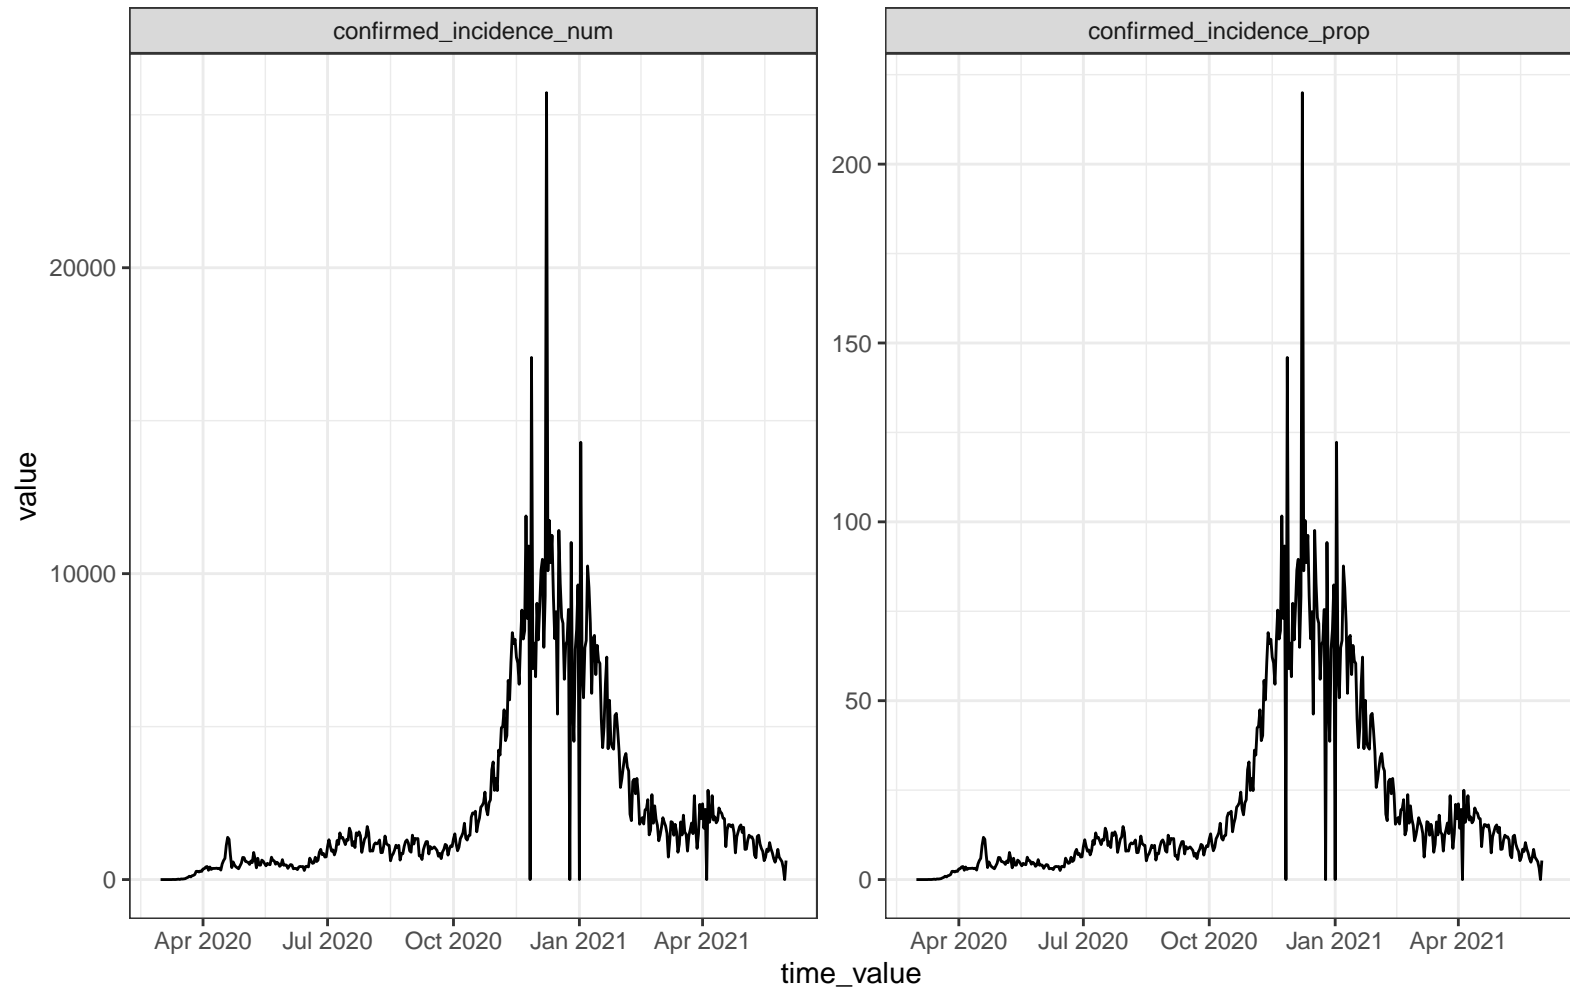 confirmed_incidence_num
confirmed_incidence_prop
value
20000
10000
0
200
150
100
50
0
Apr 2020 Jul 2020 Oct 2020 Jan 2021 Apr 2021
Apr 2020 Jul 2020 Oct 2020 Jan 2021 Apr 2021
time_value